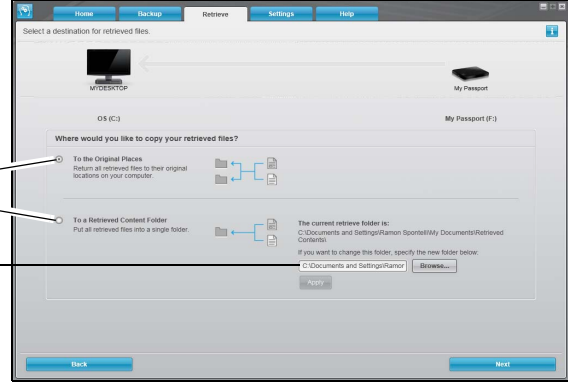 Home Backup Retrieve Settings Help
Select a destination for retrieved files.
i
MYDESKTOP
My Passport
OS (C:)
My Passport (F:)
Where would you like to copy your retrieved files?
To the Original Places
Return all retrieved files to their original
locations on your computer.
To a Retrieved Content Folder
Put all retrieved files into a single folder.
The current retrieve folder is:
C:\Documents and Settings\Ramon Spontelli\My Documents\Retrieved
Contents\
If you want to change this folder, specify the new folder below:
C:\Documents and Settings\Ramor
Browse...
Apply
Back
Next